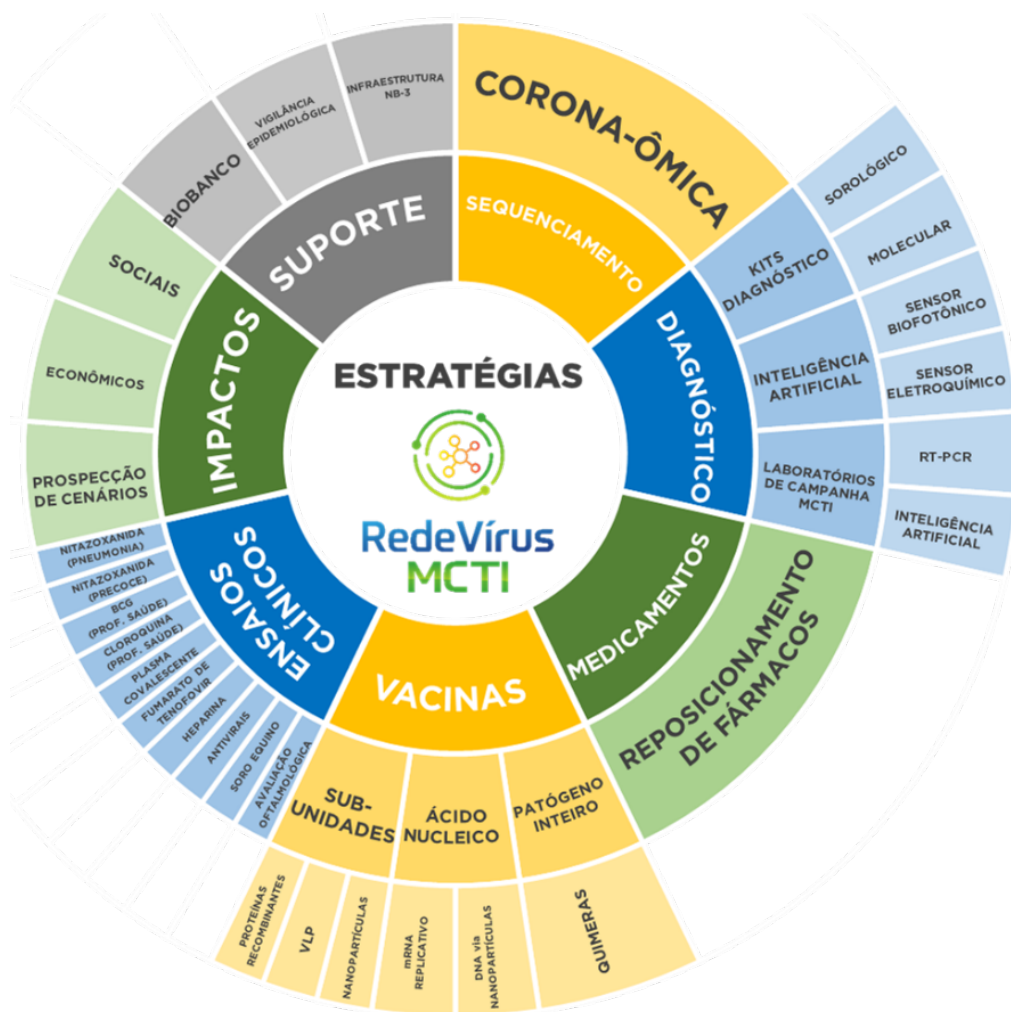 ESTRATÉGIAS
RedeVírus
MCTI
SEQUENCIAMENTO
CORONA-ÔMICA
DIAGNÓSTICO
KITS
DIAGNÓSTICO
SOROLÓGICO
MOLECULAR
SENSOR
BIOFOTÔNICO
INTELIGÊNCIA
ARTIFICIAL
SENSOR
ELETROQUÍMICO
LABORATÓRIOS
DE CAMPANHA
MCTI
RT-PCR
INTELIGÊNCIA
ARTIFICIAL
MEDICAMENTOS
REPOSICIONAMENTO
DE FÁRMACOS
VACINAS
PATÓGENO
INTEIRO
QUIMERAS
ÁCIDO
NUCLEICO
DNA via
NANOPARTÍCULAS
mRNA
REPLICATIVO
SUB-
UNIDADES
NANOPARTÍCULAS
VLP
PROTEÍNAS
RECOMBINANTES
ENSAIOS
CLÍNICOS
AVALIAÇÃO
OFTALMOLÓGICA
SORO EQUINO
ANTIVIRAIS
HEPARINA
FUMARATO DE
TENOFOVIR
PLASMA
COVALESCENTE
CLOROQUINA
(PROF. SAÚDE)
BCG
(PROF. SAÚDE)
NITAZOXANIDA
(PRECOCE)
NITAZOXANIDA
(PNEUMONIA)
IMPACTOS
PROSPECÇÃO
DE CENÁRIOS
ECONÔMICOS
SOCIAIS
SUPORTE
BIOBANCO
VIGILÂNCIA
EPIDEMIOLÓGICA
INFRAESTRUTURA
NB-3